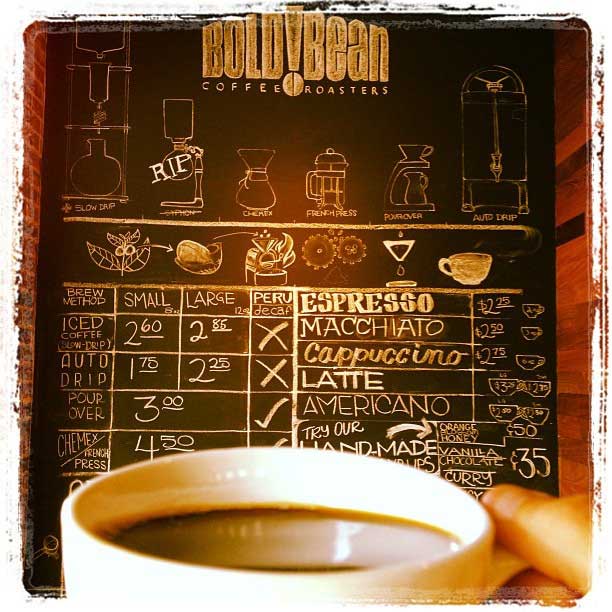 BOLD!Bean
COFFEE ROASTERS
RIP
SLOW DRIP
SYPHON
CHEMEX
FRENCH PRESS
POUROVER
AUTO DRIP
BREW METHOD SMALL LARGE PERU decaf
ICED COFFEE (SLOW-DRIP) 2 60 2 85 X
AUTO DRIP 1 75 2 25 X
POUR OVER 3 00 ✓
CHEMEX/FRENCH PRESS 4 50
ESPRESSO $2 25
MACCHIATO $2 50
Cappuccino $2 75
LATTE
AMERICANO
TRY OUR
HAND-MADE
ORANGE HONEY
VANILLA
CHOCOLATE
CURRY
¢50
¢35